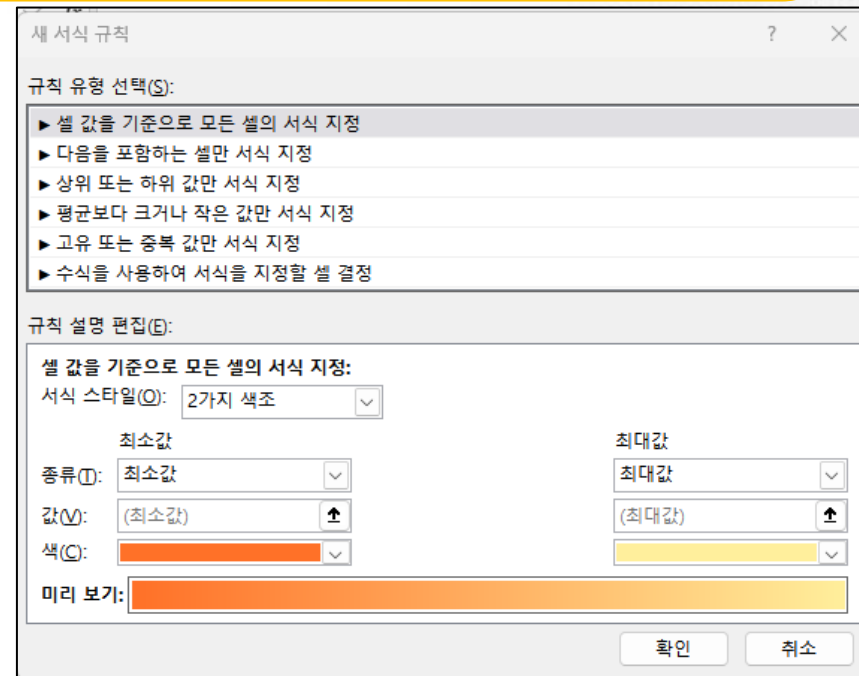 새 서식 규칙
규칙 유형 선택(S):
► 셀 값을 기준으로 모든 셀의 서식 지정
► 다음을 포함하는 셀만 서식 지정
► 상위 또는 하위 값만 서식 지정
► 평균보다 크거나 작은 값만 서식 지정
► 고유 또는 중복 값만 서식 지정
► 수식을 사용하여 서식을 지정할 셀 결정
규칙 설명 편집(E):
셀 값을 기준으로 모든 셀의 서식 지정:
서식 스타일(O): 2가지 색조
최소값 최대값
종류(T): 최소값 최대값
값(V): (최소값) (최대값)
색(C):
미리 보기:
확인 취소